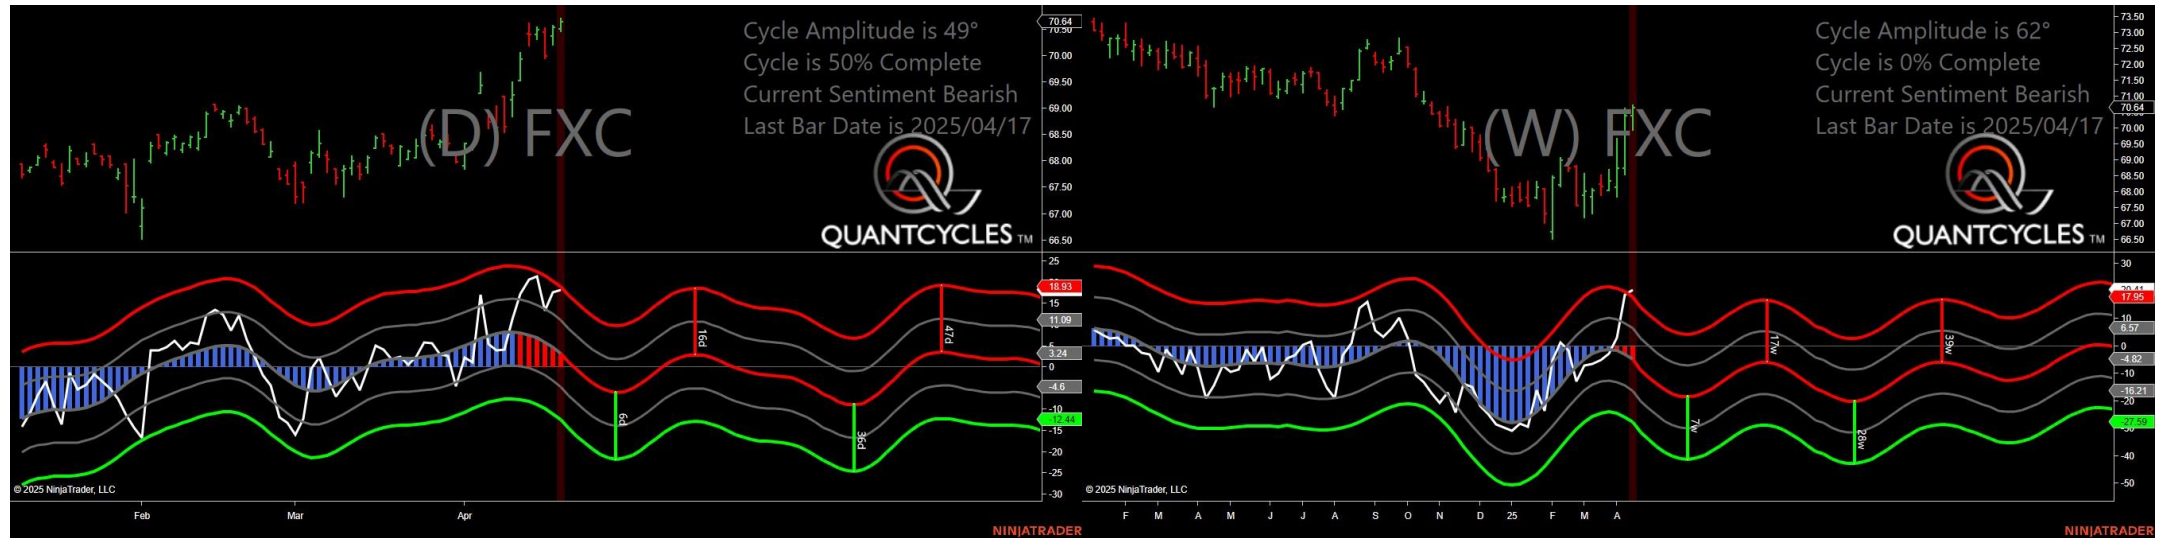 Cycle Amplitude is 49°
Cycle is 50% Complete
Current Sentiment Bearish
Last Bar Date is 2025/04/17
(D) FXC
QUANTCYCLES TM
70.64
70.50
70.00
69.50
69.00
68.50
68.00
67.50
67.00
66.50
25
18.93
15
11.09
3.24
0
-4.6
-10
-12.44
-15
-20
-25
-30
6d
16d
36d
47d
© 2025 NinjaTrader, LLC
Feb Mar Apr
NINJATRADER
Cycle Amplitude is 62°
Cycle is 0% Complete
Current Sentiment Bearish
Last Bar Date is 2025/04/17
(W) FXC
QUANTCYCLES TM
73.50
73.00
72.50
72.00
71.50
71.00
70.64
70.00
69.50
69.00
68.50
68.00
67.50
67.00
66.50
30
17.95
10
6.57
0
-4.82
-10
-16.21
-20
-27.59
-40
-50
7w
17w
28w
39w
© 2025 NinjaTrader, LLC
F M A M J J A S O N D 25 F M A
NINJATRADER